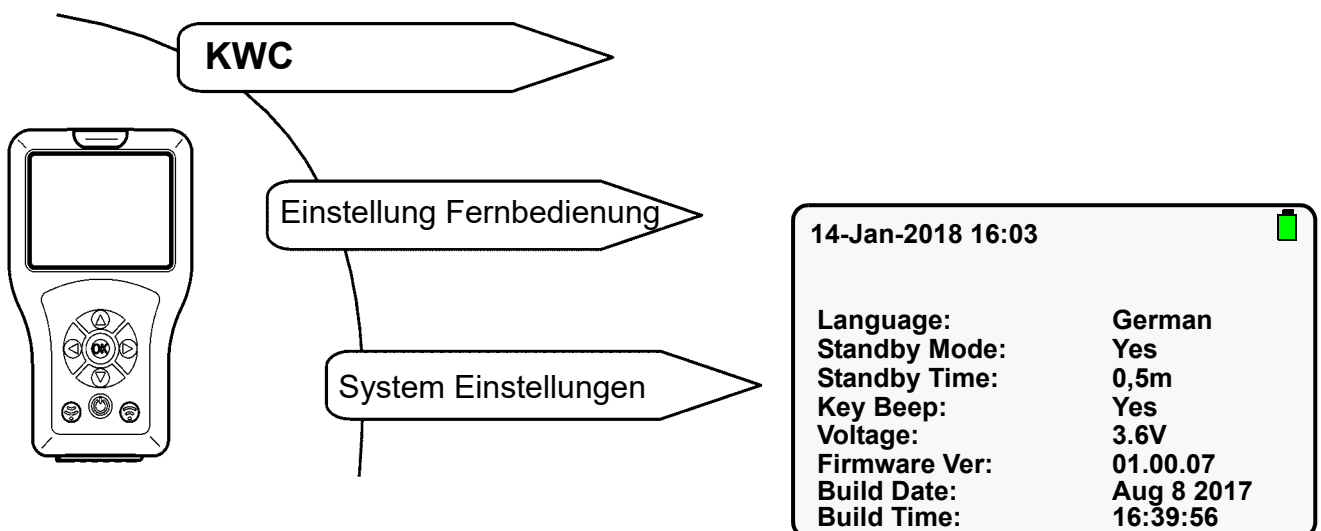 KWC
Einstellung Fernbedienung
System Einstellungen
OK
14-Jan-2018 16:03
Language: German
Standby Mode: Yes
Standby Time: 0,5m
Key Beep: Yes
Voltage: 3.6V
Firmware Ver: 01.00.07
Build Date: Aug 8 2017
Build Time: 16:39:56